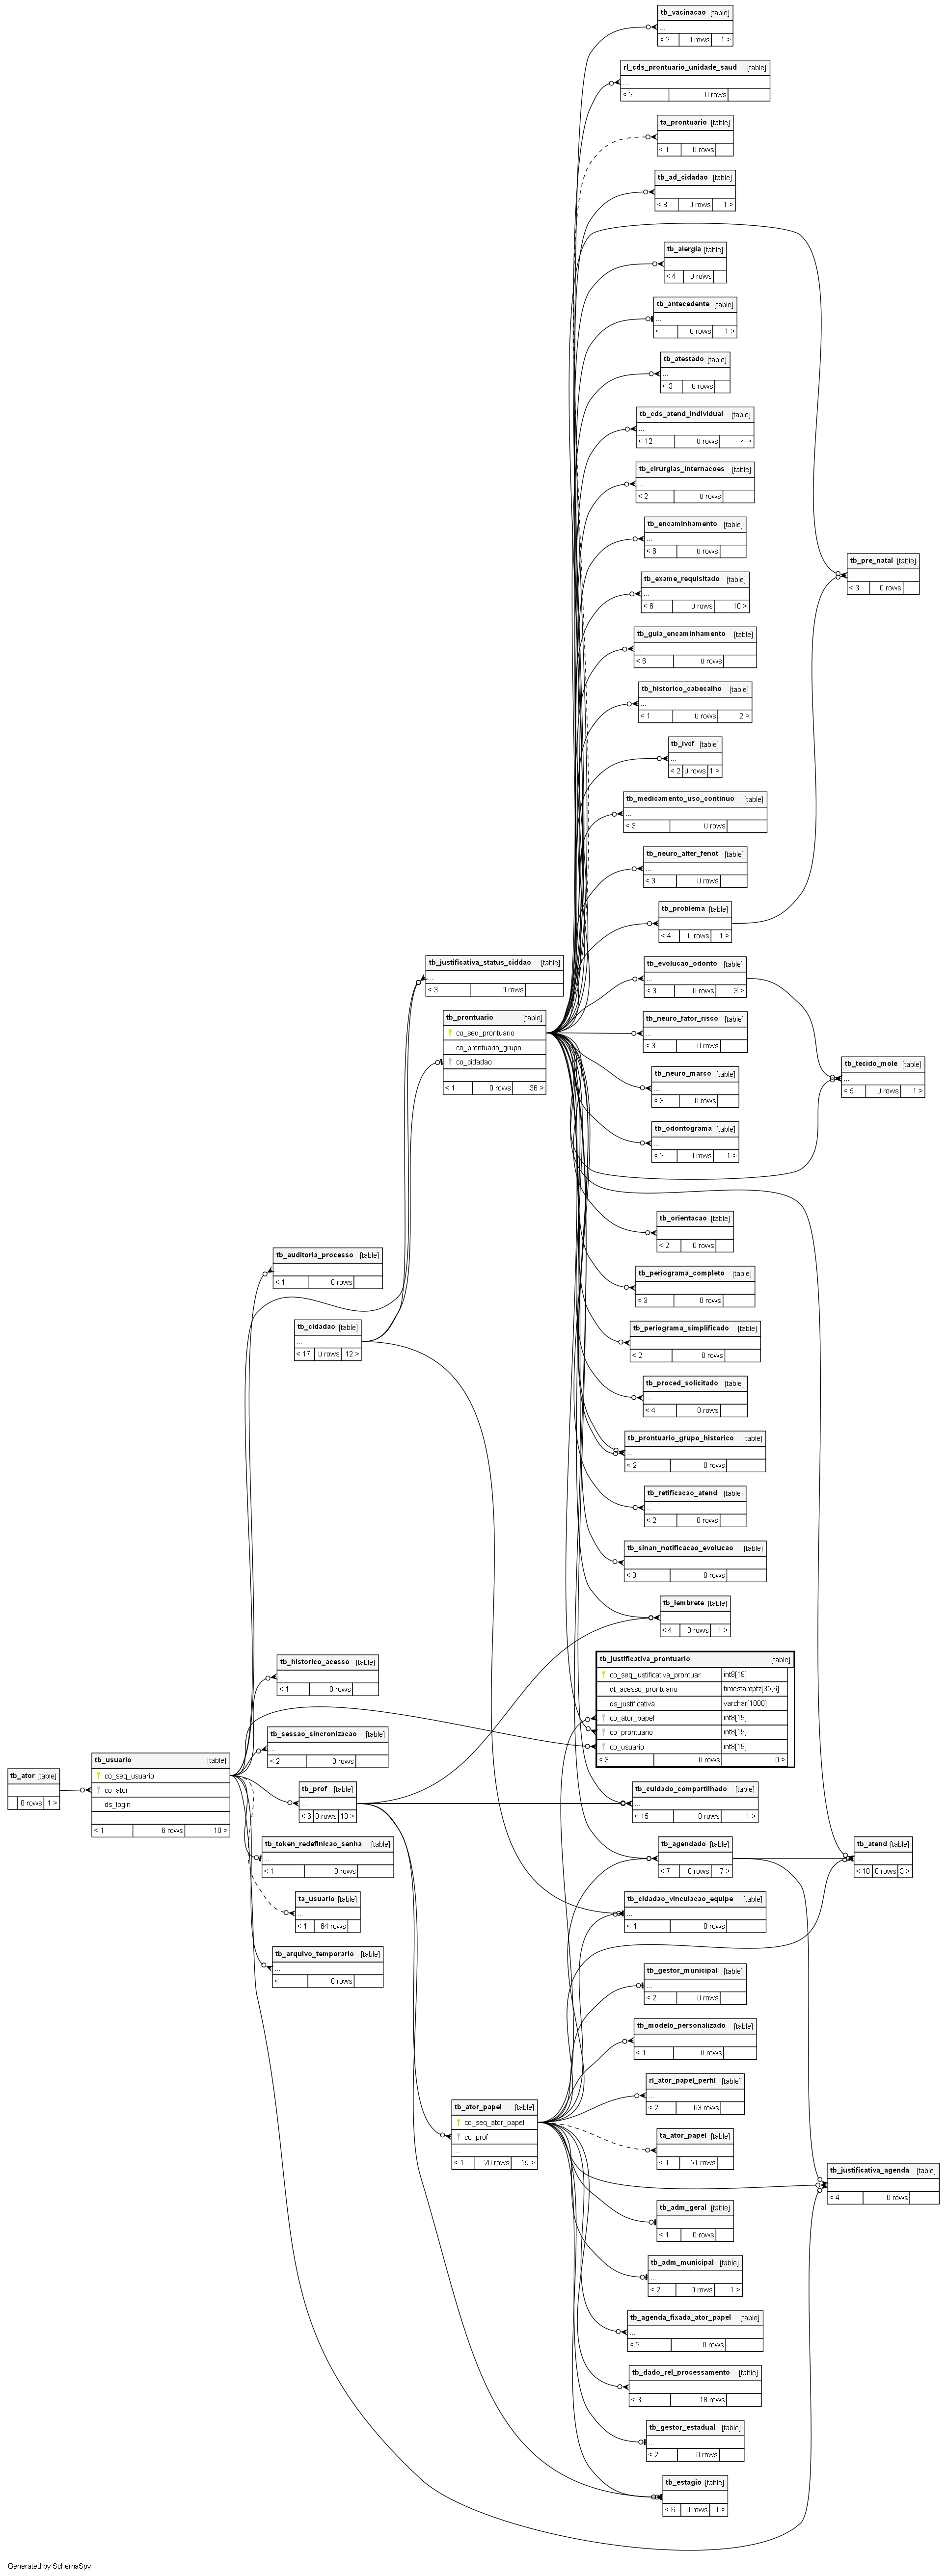 tb_vacinacao [table]
...
< 2 0 rows 1 >
rl_cds_prontuario_unidade_saud [table]
...
< 2 0 rows
ta_prontuario [table]
...
< 1 0 rows
tb_ad_cidadao [table]
...
< 8 0 rows 1 >
tb_alergia [table]
...
< 4 0 rows
tb_antecedente [table]
...
< 1 0 rows 1 >
tb_atestado [table]
...
< 3 0 rows
tb_cds_atend_individual [table]
...
< 12 0 rows 4 >
tb_cirurgias_internacoes [table]
...
< 2 0 rows
tb_encaminhamento [table]
...
< 6 0 rows
tb_pre_natal [table]
...
< 3 0 rows
tb_exame_requisitado [table]
...
< 6 0 rows 10 >
tb_guia_encaminhamento [table]
...
< 6 0 rows
tb_historico_cabecalho [table]
...
< 1 0 rows 2 >
tb_ivcf [table]
...
< 2 0 rows 1 >
tb_medicamento_uso_continuo [table]
...
< 3 0 rows
tb_neuro_alter_fenot [table]
...
< 3 0 rows
tb_problema [table]
...
< 4 0 rows 1 >
tb_justificativa_status_ciddao [table]
...
< 3 0 rows
tb_evolucao_odonto [table]
...
< 3 0 rows 3 >
tb_prontuario [table]
co_seq_prontuario
co_prontuario_grupo
co_cidadao
...
< 1 0 rows 36 >
tb_neuro_fator_risco [table]
...
< 3 0 rows
tb_tecido_mole [table]
...
< 5 0 rows 1 >
tb_neuro_marco [table]
...
< 3 0 rows
tb_odontograma [table]
...
< 2 0 rows 1 >
tb_orientacao [table]
...
< 2 0 rows
tb_auditoria_processo [table]
...
< 1 0 rows
tb_periograma_completo [table]
...
< 3 0 rows
tb_cidadao [table]
...
< 17 0 rows 12 >
tb_periograma_simplificado [table]
...
< 2 0 rows
tb_proced_solicitado [table]
...
< 4 0 rows
tb_prontuario_grupo_historico [table]
...
< 2 0 rows
tb_retificacao_atend [table]
...
< 2 0 rows
tb_sinan_notificacao_evolucao [table]
...
< 3 0 rows
tb_lembrete [table]
...
< 4 0 rows 1 >
tb_justificativa_prontuario [table]
co_seq_justificativa_prontuar int8[19]
dt_acesso_prontuario timestamptz[35,6]
ds_justificativa varchar[1000]
co_ator_papel int8[19]
co_prontuario int8[19]
co_usuario int8[19]
< 3 0 rows 0 >
tb_historico_acesso [table]
...
< 1 0 rows
tb_sessao_sincronizacao [table]
...
< 2 0 rows
tb_ator [table]
...
0 rows 1 >
tb_usuario [table]
co_seq_usuario
co_ator
ds_login
...
< 1 6 rows 10 >
tb_prof [table]
...
< 6 0 rows 13 >
tb_cuidado_compartilhado [table]
...
< 15 0 rows 1 >
tb_token_redefinicao_senha [table]
...
< 1 0 rows
tb_agendado [table]
...
< 7 0 rows 7 >
tb_atend [table]
...
< 10 0 rows 3 >
ta_usuario [table]
...
< 1 64 rows
tb_cidadao_vinculacao_equipe [table]
...
< 4 0 rows
tb_arquivo_temporario [table]
...
< 1 0 rows
tb_gestor_municipal [table]
...
< 2 0 rows
tb_modelo_personalizado [table]
...
< 1 0 rows
rl_ator_papel_perfil [table]
...
< 2 63 rows
tb_ator_papel [table]
co_seq_ator_papel
co_prof
...
< 1 20 rows 15 >
ta_ator_papel [table]
...
< 1 51 rows
tb_justificativa_agenda [table]
...
< 4 0 rows
tb_adm_geral [table]
...
< 1 0 rows
tb_adm_municipal [table]
...
< 2 0 rows 1 >
tb_agenda_fixada_ator_papel [table]
...
< 2 0 rows
tb_dado_rel_processamento [table]
...
< 3 18 rows
tb_gestor_estadual [table]
...
< 2 0 rows
tb_estagio [table]
...
< 6 0 rows 1 >
Generated by SchemaSpy